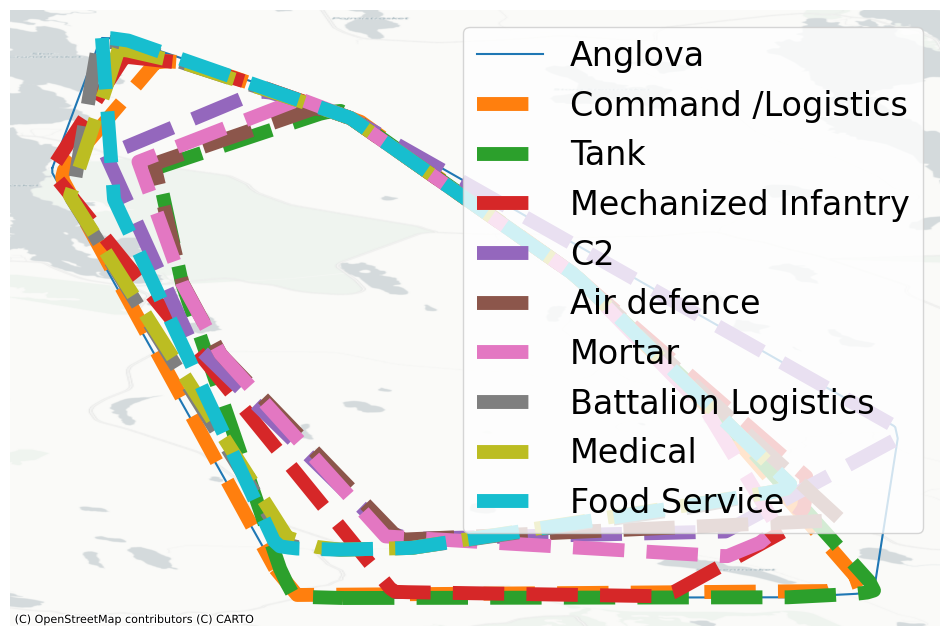 Anglova
Command /Logistics
Tank
Mechanized Infantry
C2
Air defence
Mortar
Battalion Logistics
Medical
Food Service
(C) OpenStreetMap contributors (C) CARTO